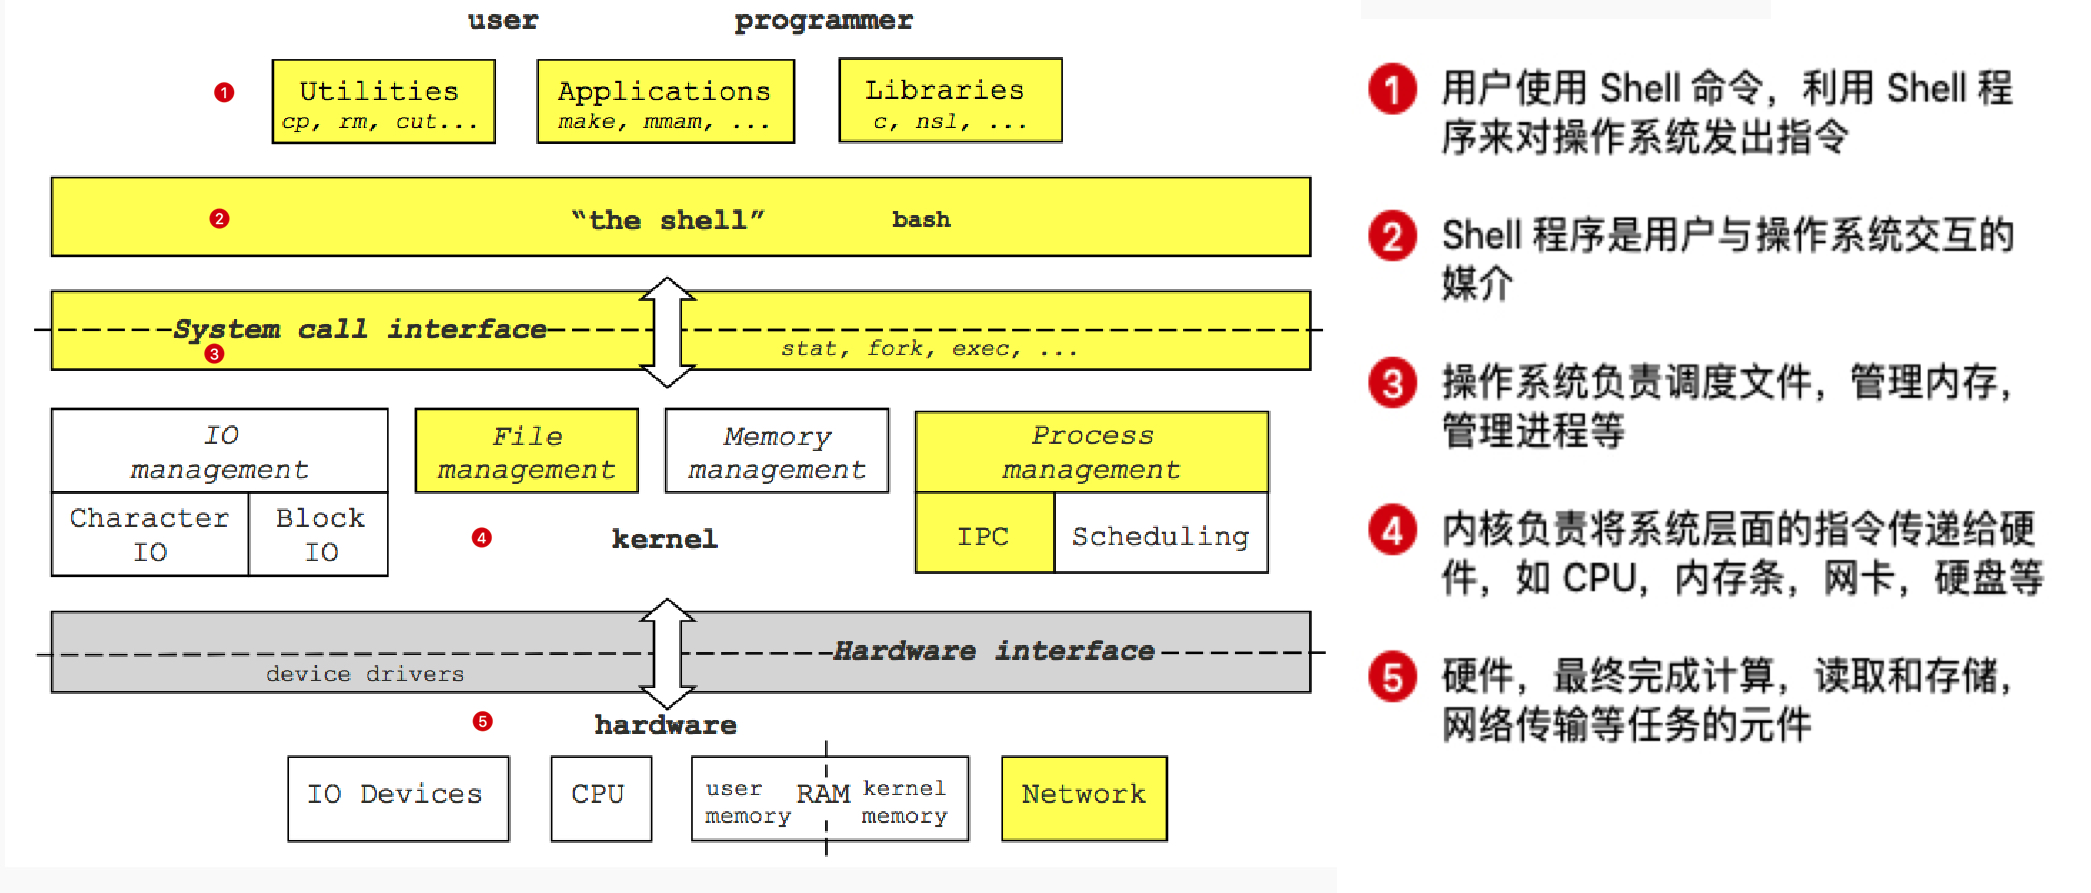 user programmer
1 Utilities Applications Libraries
cp, rm, cut... make, mmam, ... c, nsl, ...
2 “the shell” bash
System call interface
3 stat, fork, exec, ...
IO File Memory Process
management management management management
Character Block
IO IO
4 kernel IPC Scheduling
Hardware interface
device drivers
5 hardware
IO Devices CPU user RAM kernel Network
memory memory
1 用户使用 Shell 命令，利用 Shell 程
序来对操作系统发出指令
2 Shell 程序是用户与操作系统交互的
媒介
3 操作系统负责调度文件，管理内存，
管理进程等
4 内核负责将系统层面的指令传递给硬
件，如 CPU，内存条，网卡，硬盘等
5 硬件，最终完成计算，读取和存储，
网络传输等任务的元件